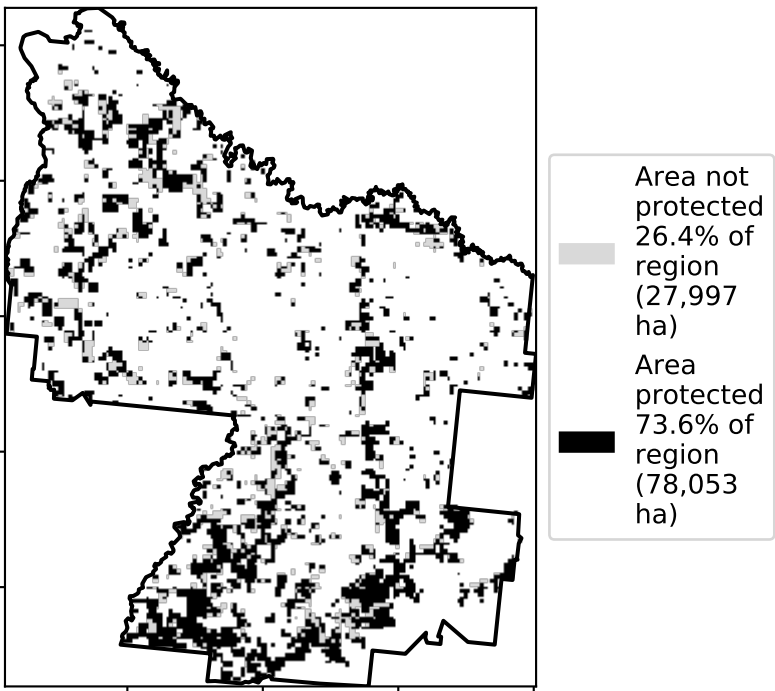 Area not
protected
26.4% of
region
(27,997
ha)
Area
protected
73.6% of
region
(78,053
ha)